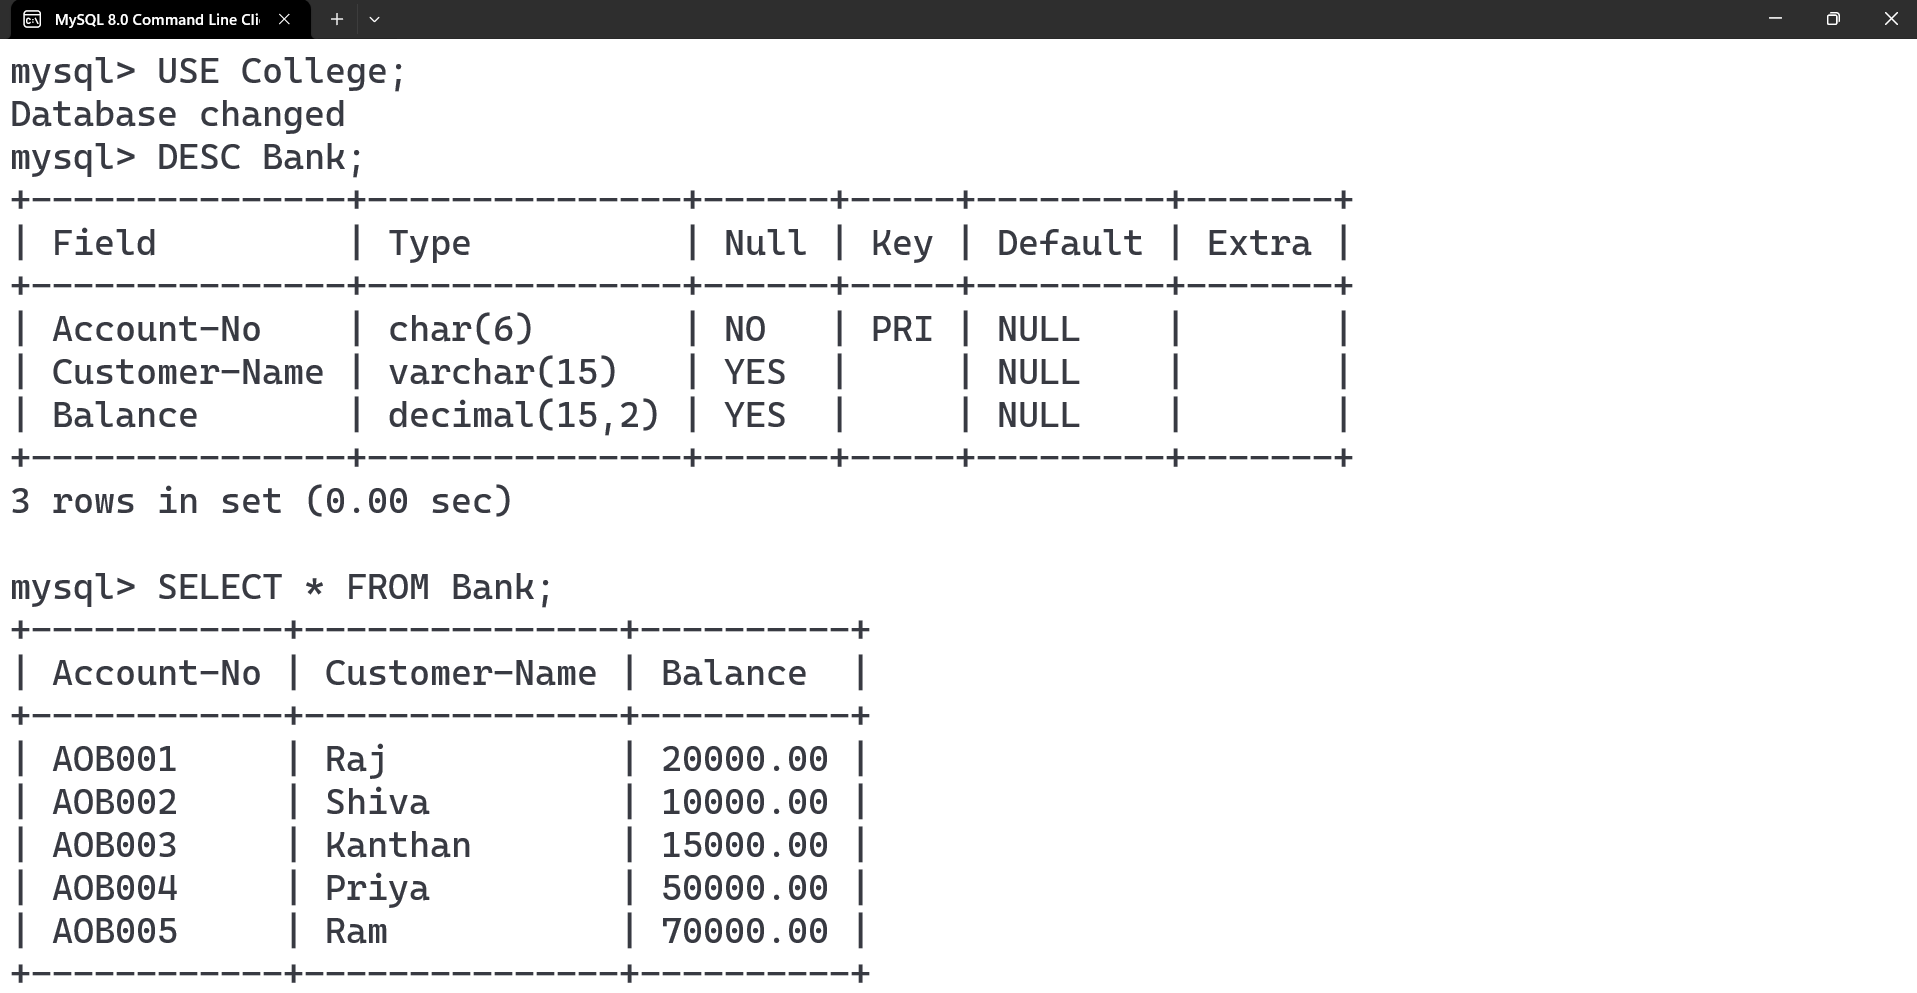 MySQL 8.0 Command Line Cli
mysql> USE College;
Database changed
mysql> DESC Bank;
+---------------+---------------+------+-----+---------+-------+
| Field         | Type          | Null | Key | Default | Extra |
+---------------+---------------+------+-----+---------+-------+
| Account-No    | char(6)       | NO   | PRI | NULL    |       |
| Customer-Name | varchar(15)   | YES  |     | NULL    |       |
| Balance       | decimal(15,2) | YES  |     | NULL    |       |
+---------------+---------------+------+-----+---------+-------+
3 rows in set (0.00 sec)

mysql> SELECT * FROM Bank;
+------------+---------------+----------+
| Account-No | Customer-Name | Balance  |
+------------+---------------+----------+
| AOB001     | Raj           | 20000.00 |
| AOB002     | Shiva         | 10000.00 |
| AOB003     | Kanthan       | 15000.00 |
| AOB004     | Priya         | 50000.00 |
| AOB005     | Ram           | 70000.00 |
+------------+---------------+----------+